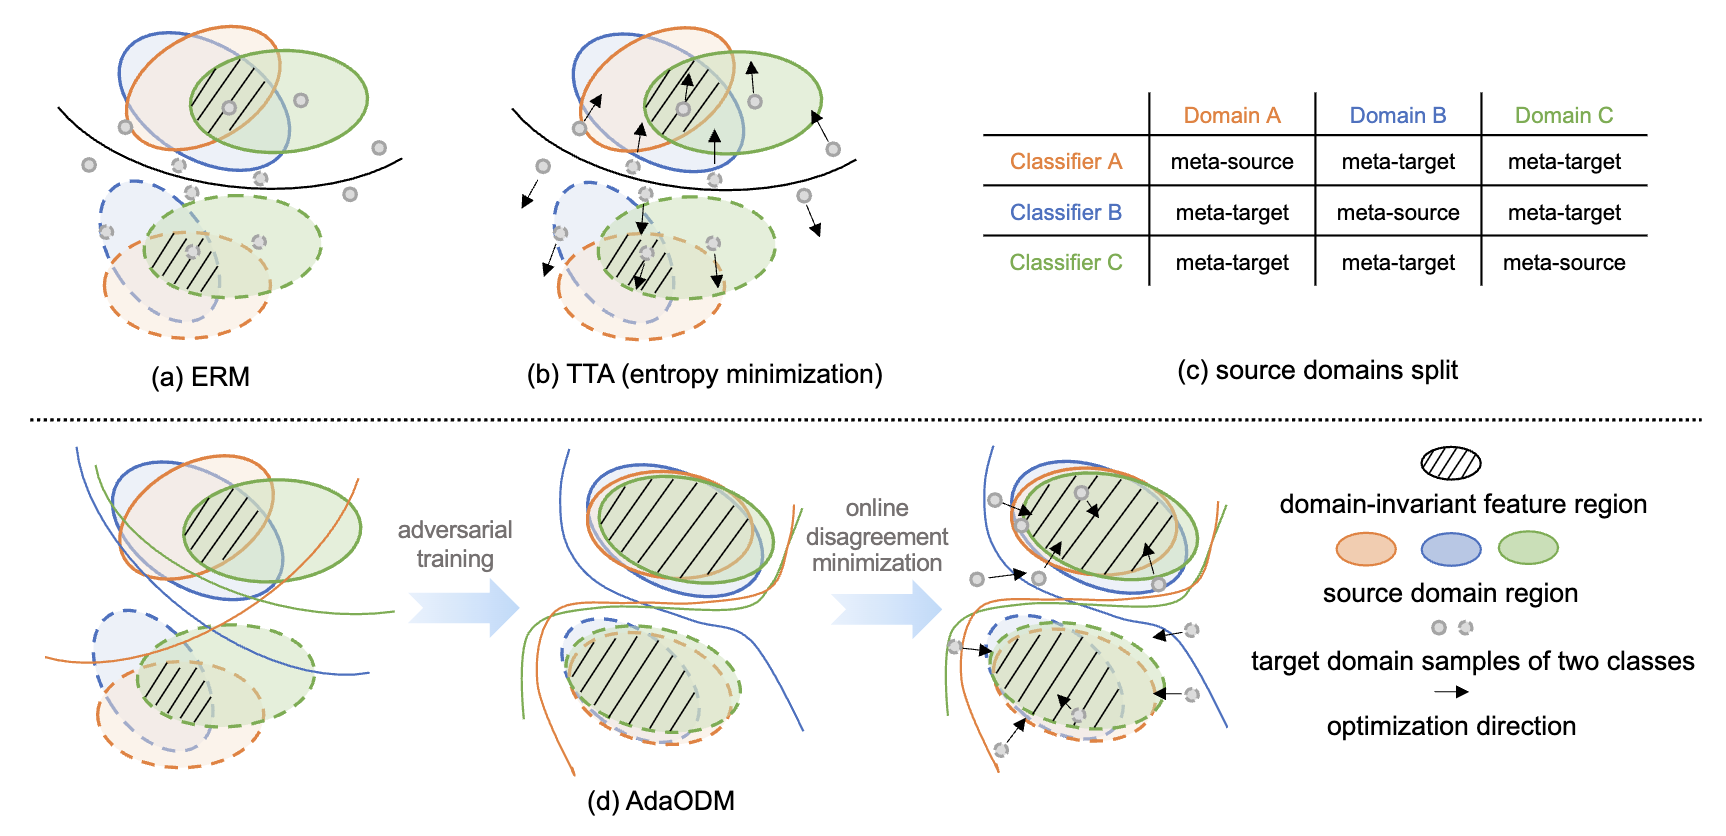 Domain A Domain B Domain C
Classifier A meta-source meta-target meta-target
Classifier B meta-target meta-source meta-target
Classifier C meta-target meta-target meta-source
(a) ERM
(b) TTA (entropy minimization)
(c) source domains split
adversarial
training
online
disagreement
minimization
domain-invariant feature region
source domain region
target domain samples of two classes
optimization direction
(d) AdaODM